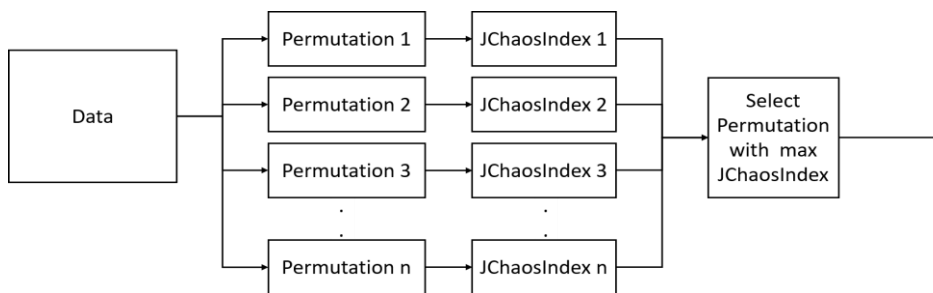 Data
Permutation 1
JChaosIndex 1
Permutation 2
JChaosIndex 2
Permutation 3
JChaosIndex 3
.
.
.
.
Permutation n
JChaosIndex n
Select
Permutation
with max
JChaosIndex